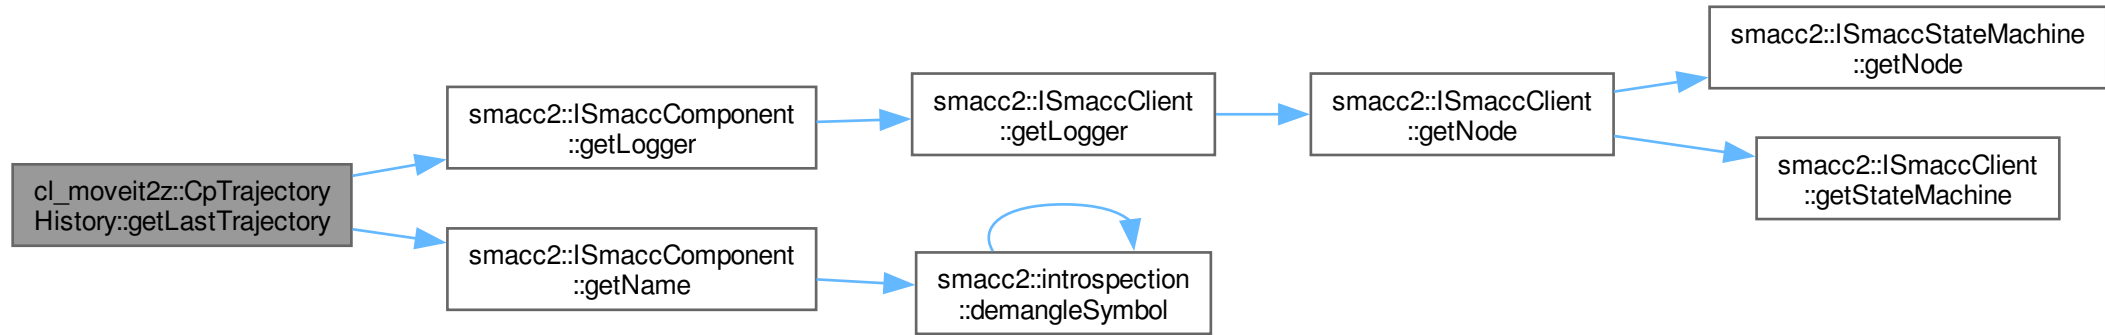 cl_moveit2z::CpTrajectory
History::getLastTrajectory
smacc2::ISmaccComponent
::getLogger
smacc2::ISmaccClient
::getLogger
smacc2::ISmaccClient
::getNode
smacc2::ISmaccStateMachine
::getNode
smacc2::ISmaccClient
::getStateMachine
smacc2::ISmaccComponent
::getName
smacc2::introspection
::demangleSymbol